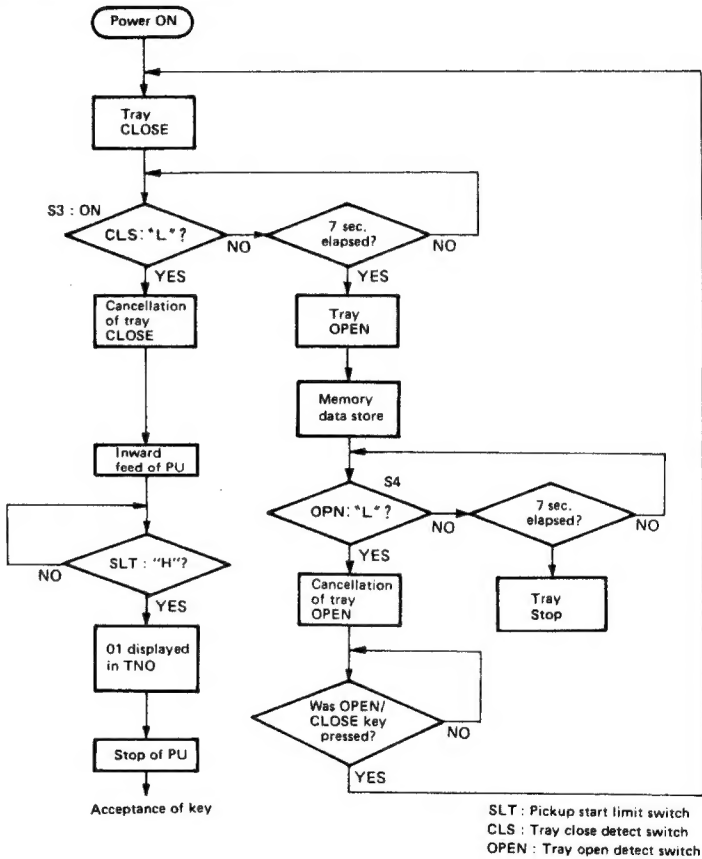 Power ON
Tray
CLOSE
S3 : ON
CLS: "L" ?
NO
7 sec.
elapsed?
NO
YES
YES
Cancellation
of tray
CLOSE
Tray
OPEN
Memory
data store
Inward
feed of PU
S4
OPN: "L" ?
NO
7 sec.
elapsed?
NO
SLT : "H"?
NO
YES
YES
Cancellation
of tray
OPEN
Tray
Stop
01 displayed
in TNO
Was OPEN/
CLOSE key
pressed?
NO
Stop of PU
YES
Acceptance of key
SLT : Pickup start limit switch
CLS : Tray close detect switch
OPEN : Tray open detect switch